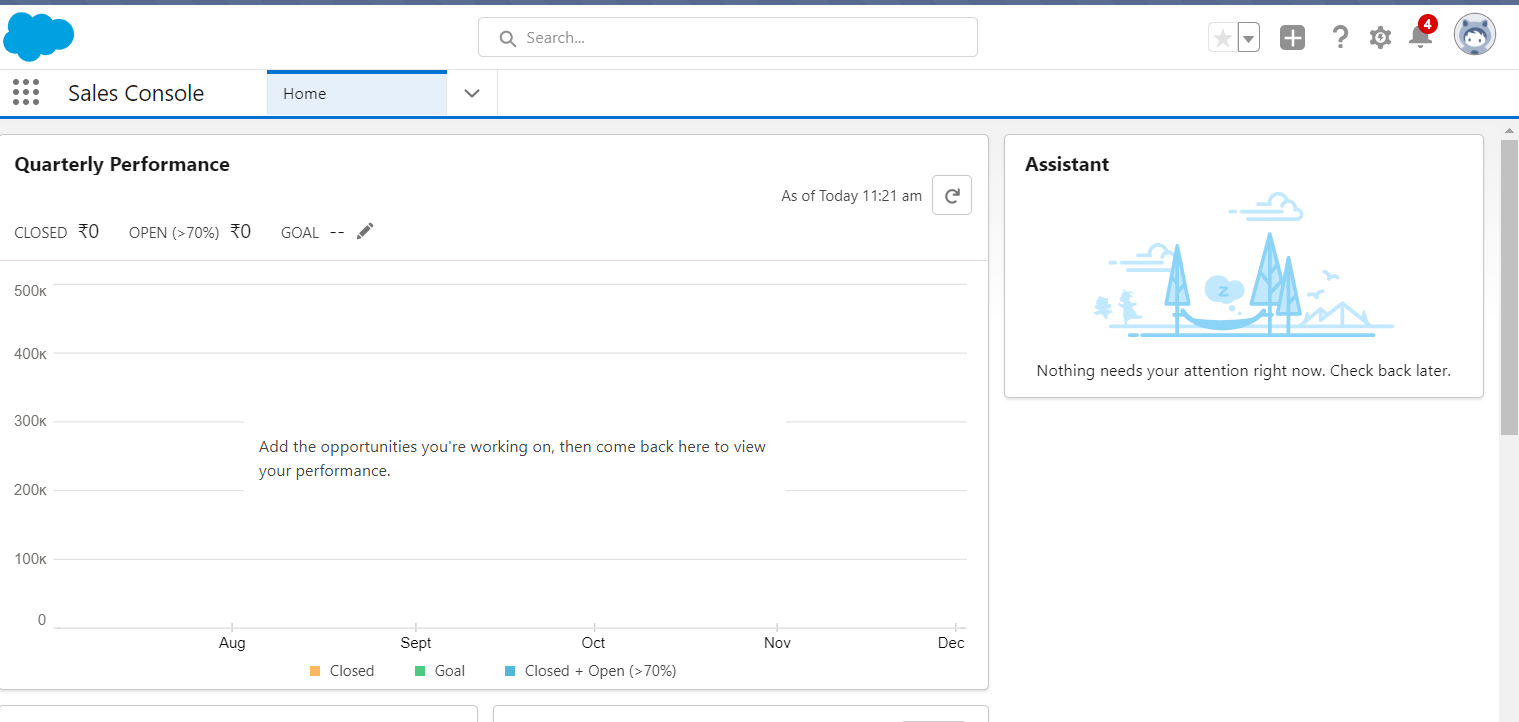 Search...
4
Sales Console
Home
Quarterly Performance
As of Today 11:21 am
CLOSED ₹0 OPEN (>70%) ₹0 GOAL --
500K
400K
300K
Add the opportunities you're working on, then come back here to view
your performance.
200K
100K
0
Aug Sept Oct Nov Dec
Closed Goal Closed + Open (>70%)
Assistant
z
Nothing needs your attention right now. Check back later.